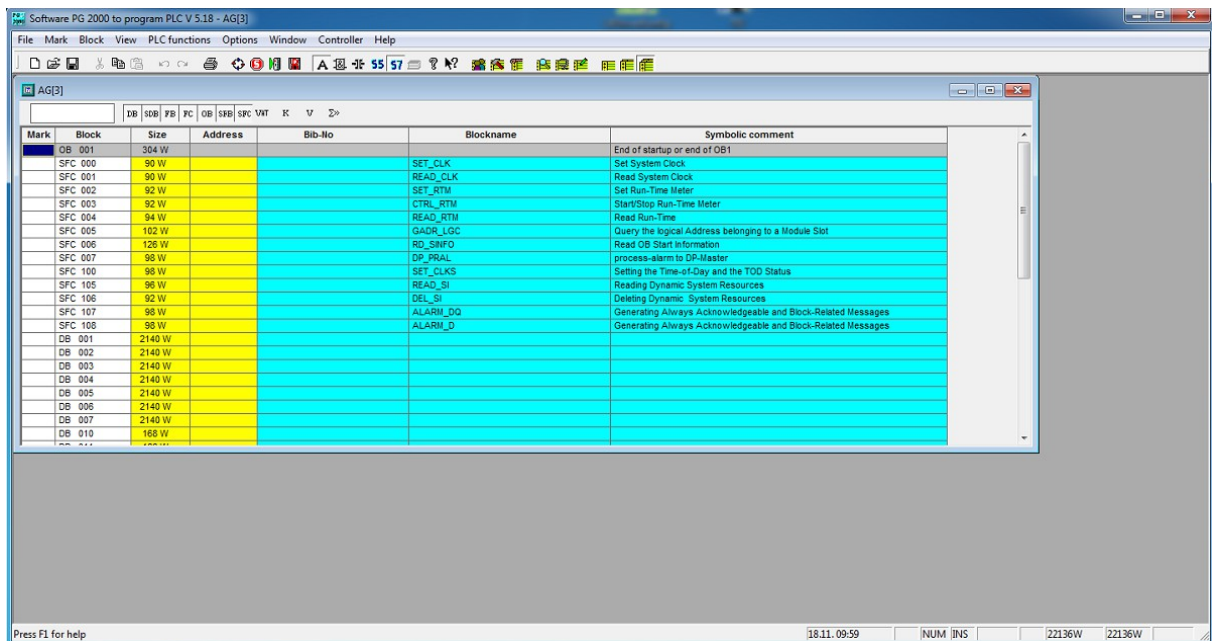 Software PG 2000 to program PLC V 5.18 - AG[3]
File Mark Block View PLC functions Options Window Controller Help
A S5 S7
AG[3]
DB SDB FB FC OB SFB SFC VAT K V Σ»
Mark Block Size Address Bib-No Blockname Symbolic comment
OB 001 304 W End of startup or end of OB1
SFC 000 90 W SET_CLK Set System Clock
SFC 001 90 W READ_CLK Read System Clock
SFC 002 92 W SET_RTM Set Run-Time Meter
SFC 003 92 W CTRL_RTM Start/Stop Run-Time Meter
SFC 004 94 W READ_RTM Read Run-Time
SFC 005 102 W GADR_LGC Query the logical Address belonging to a Module Slot
SFC 006 126 W RD_SINFO Read OB Start Information
SFC 007 98 W DP_PRAL process-alarm to DP-Master
SFC 100 98 W SET_CLKS Setting the Time-of-Day and the TOD Status
SFC 105 96 W READ_SI Reading Dynamic System Resources
SFC 106 92 W DEL_SI Deleting Dynamic System Resources
SFC 107 98 W ALARM_DQ Generating Always Acknowledgeable and Block-Related Messages
SFC 108 98 W ALARM_D Generating Always Acknowledgeable and Block-Related Messages
DB 001 2140 W
DB 002 2140 W
DB 003 2140 W
DB 004 2140 W
DB 005 2140 W
DB 006 2140 W
DB 007 2140 W
DB 010 168 W
Press F1 for help 18.11. 09:59 NUM INS 22136W 22136W